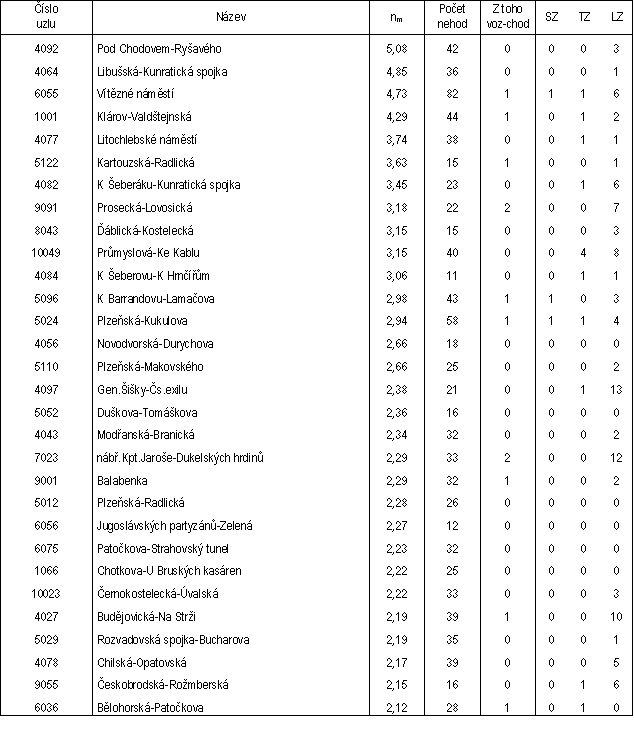 Číslo uzlu Název nm Počet nehod Z toho voz-chod SZ TZ LZ
4092 Pod Chodovem-Ryšavého 5,08 42 0 0 0 3
4064 Libušská-Kunratická spojka 4,85 36 0 0 0 1
6055 Vítězné náměstí 4,73 82 1 1 1 6
1001 Klárov-Valdštejnská 4,29 44 1 0 1 2
4077 Litochlebské náměstí 3,74 38 0 0 1 1
5122 Kartouzská-Radlická 3,63 15 1 0 0 1
4082 K Šeberáku-Kunratická spojka 3,45 23 0 0 1 6
9091 Prosecká-Lovosická 3,18 22 2 0 0 7
8043 Ďáblická-Kostelecká 3,15 15 0 0 0 3
10049 Průmyslová-Ke Kablu 3,15 40 0 0 4 8
4084 K Šeberovu-K Hrnčířům 3,06 11 0 0 1 1
5096 K Barrandovu-Lamačova 2,98 43 1 1 0 3
5024 Plzeňská-Kukulova 2,94 58 1 1 1 4
4056 Novodvorská-Durychova 2,66 18 0 0 0 0
5110 Plzeňská-Makovského 2,66 25 0 0 0 2
4097 Gen.Šišky-Čs.exilu 2,38 21 0 0 1 13
5052 Duškova-Tomáškova 2,36 16 0 0 0 0
4043 Modřanská-Branická 2,34 32 0 0 0 2
7023 nábř.Kpt.Jaroše-Dukelských hrdinů 2,29 33 2 0 0 12
9001 Balabenka 2,29 32 1 0 0 2
5012 Plzeňská-Radlická 2,28 26 0 0 0 0
6056 Jugoslávských partyzánů-Zelená 2,27 12 0 0 0 0
6075 Patočkova-Strahovský tunel 2,23 32 0 0 0 0
1066 Chotkova-U Bruských kasáren 2,22 25 0 0 0 0
10023 Černokostelecká-Úvalská 2,22 33 0 0 0 3
4027 Budějovická-Na Strži 2,19 39 1 0 0 10
5029 Rozvadovská spojka-Bucharova 2,19 35 0 0 0 1
4078 Chilská-Opatovská 2,17 39 0 0 0 5
9055 Českobrodská-Rožmberská 2,15 16 0 0 1 6
6036 Bělohorská-Patočkova 2,12 28 1 0 1 0